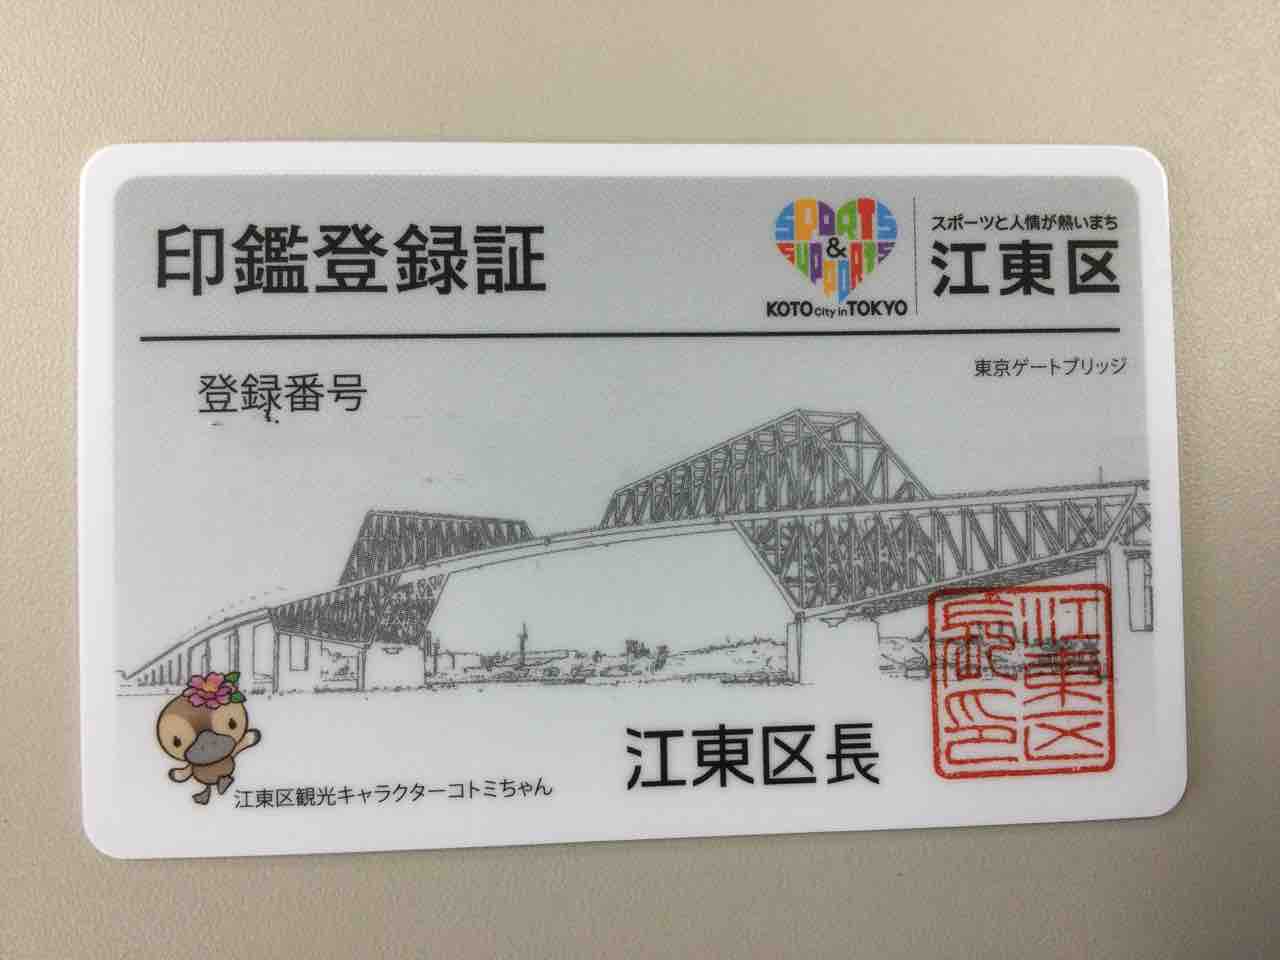 印鑑登録証
SPORTS
&
SUPPORTS
KOTO City in TOKYO
スポーツと人情が熱いまち
江東区
登録番号
東京ゲートブリッジ
江東区観光キャラクターコトミちゃん
江東区長
江東区
長印